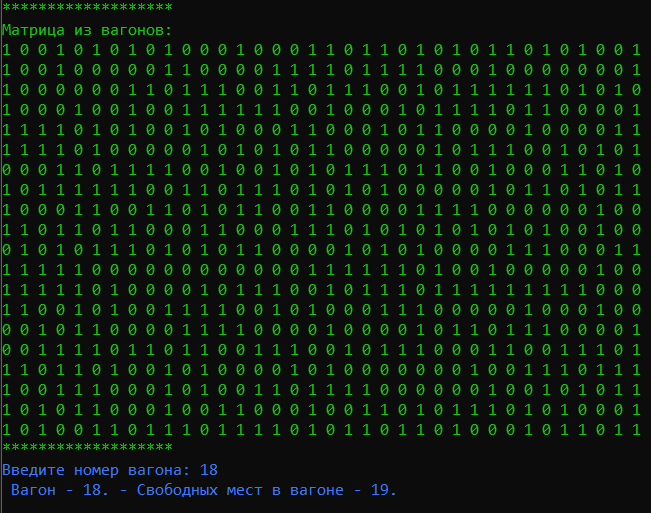 *******************
Матрица из вагонов:
1 0 0 1 0 1 0 1 0 1 0 0 0 1 0 0 0 1 1 0 1 1 0 1 0 1 0 1 1 0 1 0 1 0 0 1
1 0 0 1 0 0 0 0 0 1 1 0 0 0 0 1 1 1 1 0 1 1 1 1 0 0 0 1 0 0 0 0 0 0 0 1
1 0 0 0 0 0 0 1 1 0 1 1 1 0 0 1 1 0 1 1 1 0 0 1 0 1 1 1 1 1 1 0 1 0 1 0
1 0 0 0 1 0 0 1 0 0 1 1 1 1 1 1 0 0 1 0 0 0 1 0 1 1 1 1 0 1 1 0 0 0 0 1
1 1 1 1 0 1 0 1 0 0 1 0 1 0 0 0 1 1 0 0 0 1 0 1 1 0 0 0 0 1 0 0 0 0 1 1
1 1 1 1 0 1 0 0 0 0 0 1 0 1 0 1 0 1 1 0 0 0 0 0 1 0 1 1 1 0 0 1 0 1 0 1
0 0 0 1 1 0 1 1 1 1 0 0 1 0 0 1 0 1 0 1 1 1 0 1 1 0 0 1 0 0 0 1 1 0 1 0
1 0 1 1 1 1 1 1 0 0 1 1 0 1 1 1 0 1 0 1 0 1 0 0 0 0 0 1 0 1 1 0 1 0 1 1
1 0 0 0 1 1 0 0 1 1 0 1 0 1 1 0 0 1 1 0 0 0 0 1 1 1 1 0 0 0 0 0 0 1 0 0
1 1 0 1 1 0 1 1 0 0 0 1 1 0 0 0 1 1 1 0 1 0 1 0 1 0 1 0 1 1 0 0 1 0 0
0 1 0 1 0 1 1 1 0 1 0 1 0 1 1 0 0 0 0 1 0 1 0 1 0 0 0 0 1 1 1 0 0 0 1 1
1 1 1 1 1 0 0 0 0 0 0 0 0 0 0 0 0 1 1 1 1 1 1 0 1 0 0 1 0 0 0 0 0 1 0 0
1 1 1 1 1 0 1 0 0 0 0 1 0 1 1 1 0 0 1 0 1 1 1 0 1 1 1 1 1 1 1 1 1 0 0 0
1 1 0 0 1 0 1 0 0 1 1 1 1 0 0 1 0 1 0 0 0 1 1 1 0 0 0 0 0 1 0 0 0 1 0 0
0 0 1 0 1 1 0 0 0 0 1 1 1 1 0 0 0 0 1 0 0 0 0 1 0 1 1 0 1 1 1 0 0 0 0 1
0 0 1 1 1 1 0 1 1 0 1 1 0 0 1 1 1 0 0 1 0 1 1 1 0 0 0 1 1 0 0 1 1 1 0 1
1 1 0 1 1 0 1 0 0 1 0 1 0 0 0 0 1 0 1 0 0 0 0 0 0 0 1 0 0 1 1 1 0 1 1 1
1 0 0 1 1 1 0 0 0 1 0 1 0 0 1 1 0 1 1 1 1 0 0 0 0 0 0 1 0 0 1 0 1 0 1 1
1 0 1 0 1 1 0 0 0 1 0 0 1 1 0 0 0 1 0 0 1 1 0 1 0 1 1 1 0 1 0 1 0 0 0 1
1 0 1 0 0 1 1 0 1 1 1 0 1 1 1 1 0 1 0 1 1 0 1 1 0 1 1 0 1 0 0 0 1 0 1 1 0 1 1
*******************
Введите номер вагона: 18
Вагон - 18. - Свободных мест в вагоне - 19.